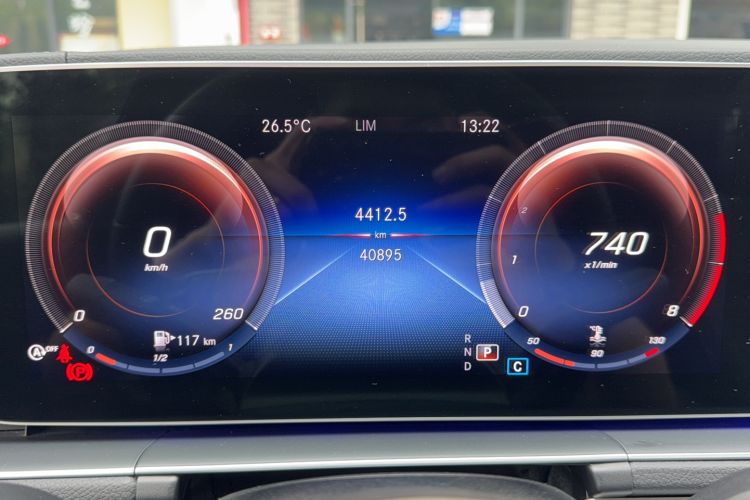 26.5°C LIM 13:22
4412.5
km
40895
0
km/h
0 260
117 km
0 1/2 1
OFF
A
P
2
1
740
x1/min
0 8
50 90 130
R
N P
D C